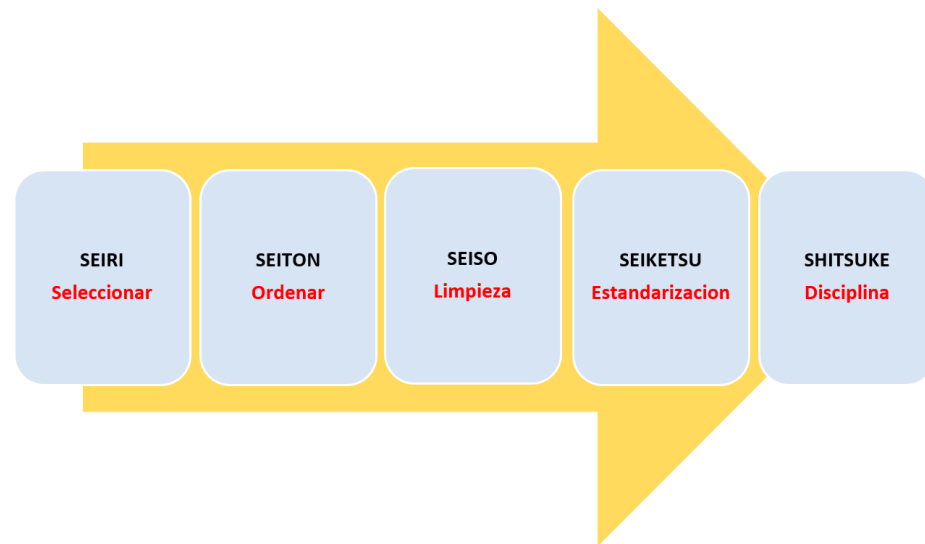 SEIRI
Seleccionar
SEITON
Ordenar
SEISO
Limpieza
SEIKETSU
Estandarizacion
SHITSUKE
Disciplina